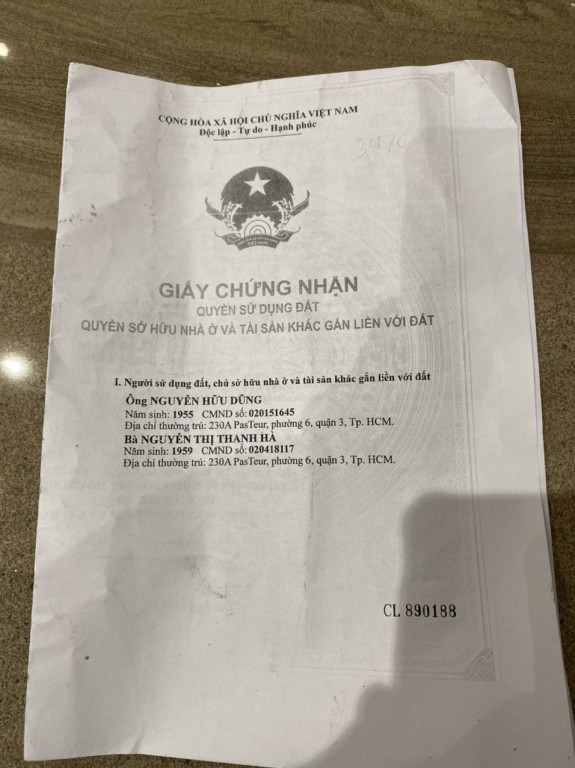 CỘNG HÒA XÃ HỘI CHỦ NGHĨA VIỆT NAM
Độc lập - Tự do - Hạnh phúc
GIẤY CHỨNG NHẬN
QUYỀN SỬ DỤNG ĐẤT
QUYỀN SỞ HỮU NHÀ Ở VÀ TÀI SẢN KHÁC GẮN LIỀN VỚI ĐẤT
I. Người sử dụng đất, chủ sở hữu nhà ở và tài sản khác gắn liền với đất
Ông NGUYỄN HỮU DŨNG
Năm sinh: 1955 CMND số: 020151645
Địa chỉ thường trú: 230A PasTeur, phường 6, quận 3, Tp. HCM.
Bà NGUYỄN THỊ THANH HÀ
Năm sinh: 1959 CMND số: 020418117
Địa chỉ thường trú: 230A PasTeur, phường 6, quận 3, Tp. HCM.
CL 890188